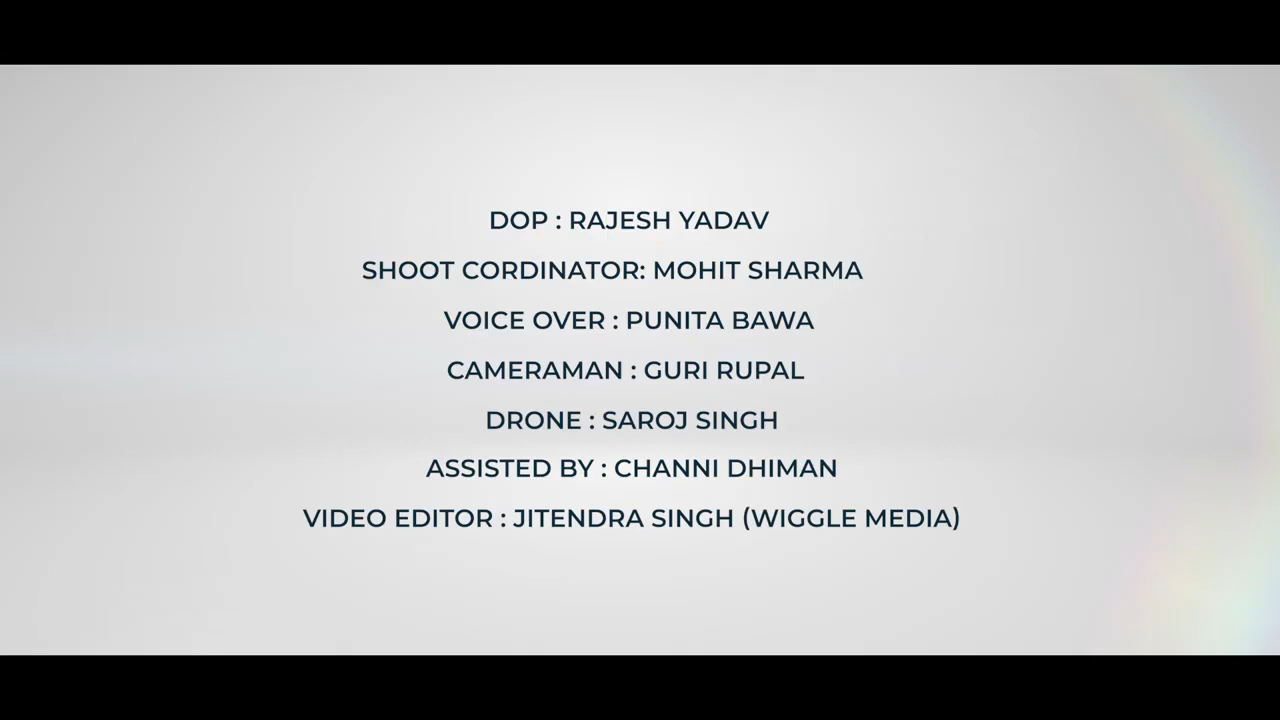 DOP : RAJESH YADAV
SHOOT CORDINATOR: MOHIT SHARMA
VOICE OVER : PUNITA BAWA
CAMERAMAN : GURI RUPAL
DRONE : SAROJ SINGH
ASSISTED BY : CHANNI DHIMAN
VIDEO EDITOR : JITENDRA SINGH (WIGGLE MEDIA)